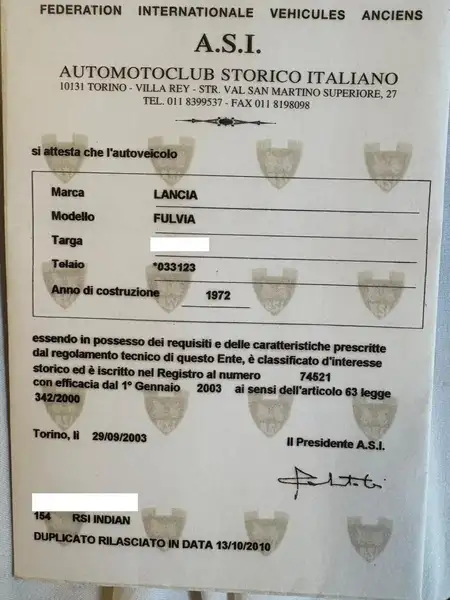 FEDERATION INTERNATIONALE VEHICULES ANCIENS
A.S.I.
AUTOMOTOCLUB STORICO ITALIANO
10131 TORINO - VILLA REY - STR. VAL SAN MARTINO SUPERIORE, 27
TEL. 011 8399537 - FAX 011 8198098
si attesta che l'autoveicolo
Marca LANCIA
Modello FULVIA
Targa
Telaio *033123
Anno di costruzione 1972
essendo in possesso dei requisiti e delle caratteristiche prescritte
dal regolamento tecnico di questo Ente, è classificato d'interesse
storico ed è iscritto nel Registro al numero 74521
con efficacia dal 1° Gennaio 2003 ai sensi dell'articolo 63 legge
342/2000
Torino, li 29/09/2003 Il Presidente A.S.I.
154 RSI INDIAN
DUPLICATO RILASCIATO IN DATA 13/10/2010